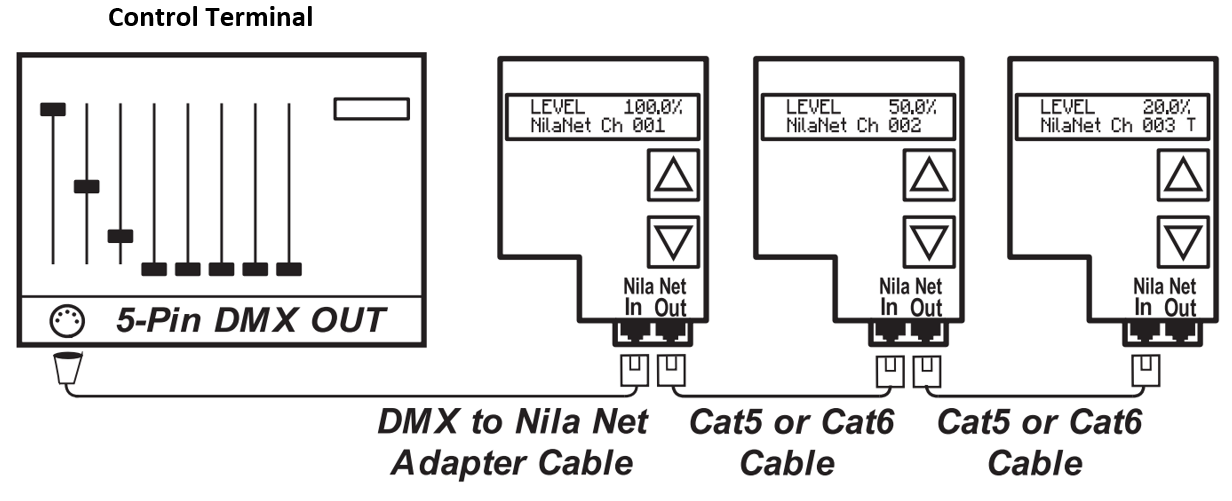 Control Terminal
LEVEL 100.0%
NilaNet Ch 001
LEVEL 50.0%
NilaNet Ch 002
LEVEL 20.0%
NilaNet Ch 003 T
Nila Net
In Out
Nila Net
In Out
Nila Net
In Out
5-Pin DMX OUT
DMX to Nila Net
Adapter Cable
Cat5 or Cat6
Cable
Cat5 or Cat6
Cable